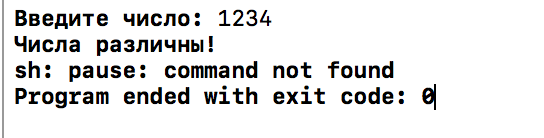 Введите число: 1234
Числа различны!
sh: pause: command not found
Program ended with exit code: 0